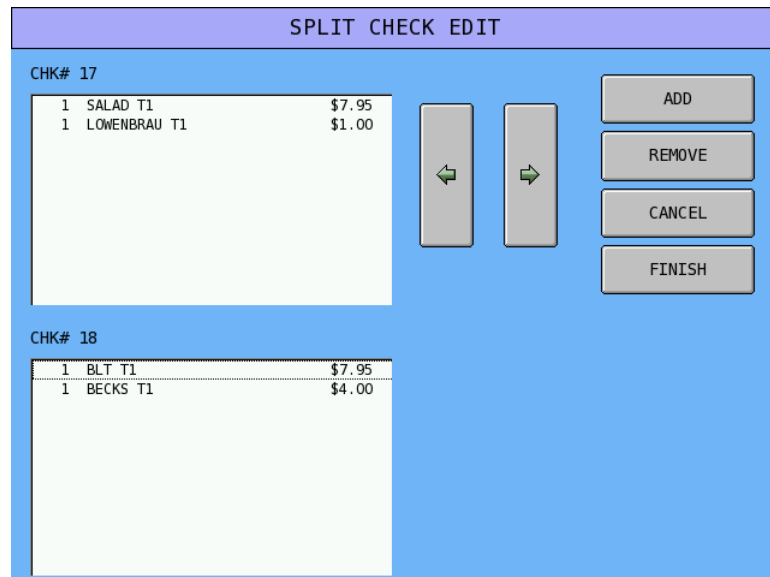 SPLIT CHECK EDIT
CHK# 17
1 SALAD T1 $7.95
1 LOWENBRAU T1 $1.00
ADD
REMOVE
CANCEL
FINISH
CHK# 18
1 BLT T1 $7.95
1 BECKS T1 $4.00